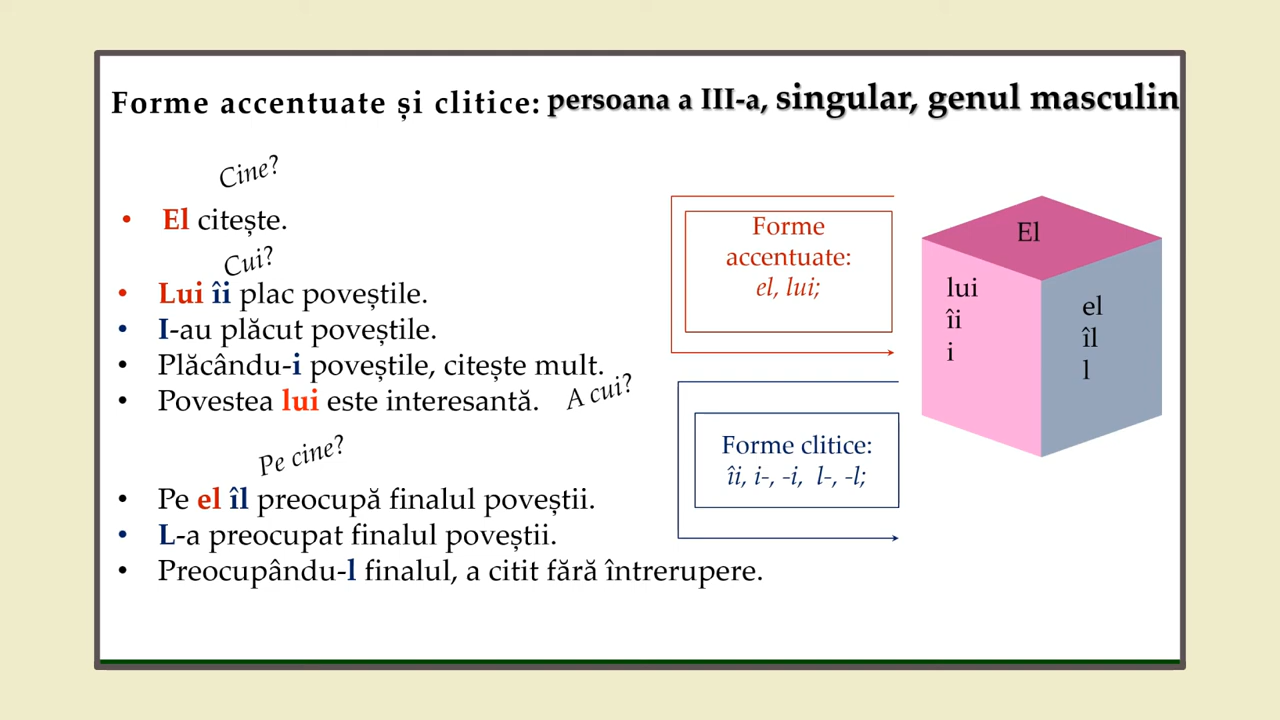 Forme accentuate și clitice: persoana a III-a, singular, genul masculin
Cine?
• El citește.
Cui?
• Lui îi plac poveștile.
• I-au plăcut poveștile.
• Plăcându-i poveștile, citește mult.
• Povestea lui este interesantă.
A cui?
Pe cine?
• Pe el îl preocupă finalul poveștii.
• L-a preocupat finalul poveștii.
• Preocupându-l finalul, a citit fără întrerupere.
Forme
accentuate:
el, lui;
Forme clitice:
îi, i-, -i, l-, -l;
El
lui
îi
i
el
îl
l